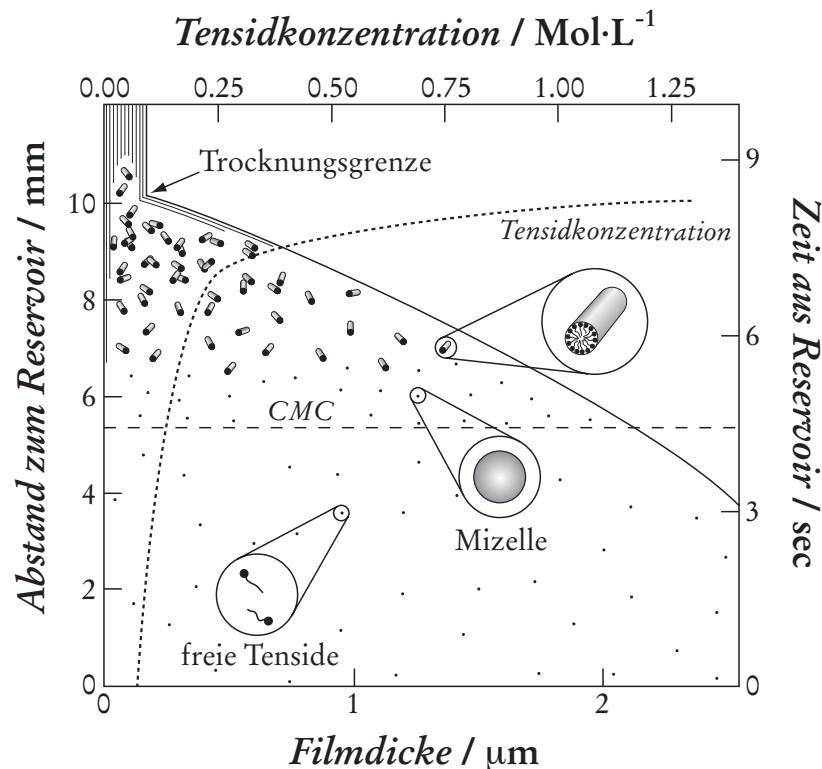 Tensidkonzentration / Mol·L⁻¹
0.00 0.25 0.50 0.75 1.00 1.25
Trocknungsgrenze
Tensidkonzentration
CMC
Mizelle
freie Tenside
Abstand zum Reservoir / mm
10
8
6
4
2
0
Zeit aus Reservoir / sec
9
6
3
0
0 1 2
Filmdicke / μm